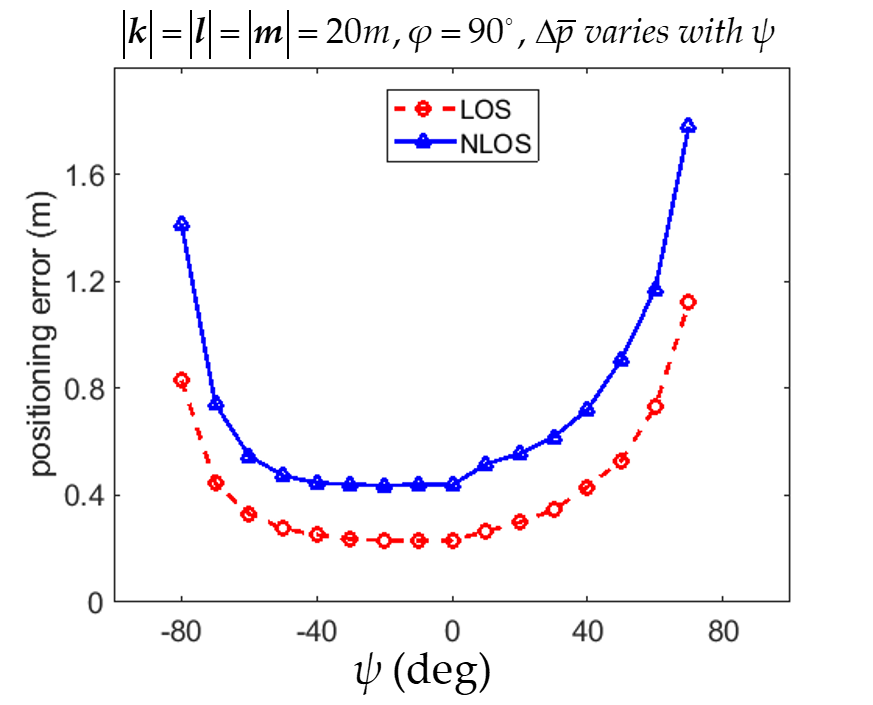 |k| = |l| = |m| = 20m, φ = 90°, Δp̅ varies with ψ
LOS
NLOS
positioning error (m)
1.6
1.2
0.8
0.4
0
-80
-40
0
40
80
ψ (deg)